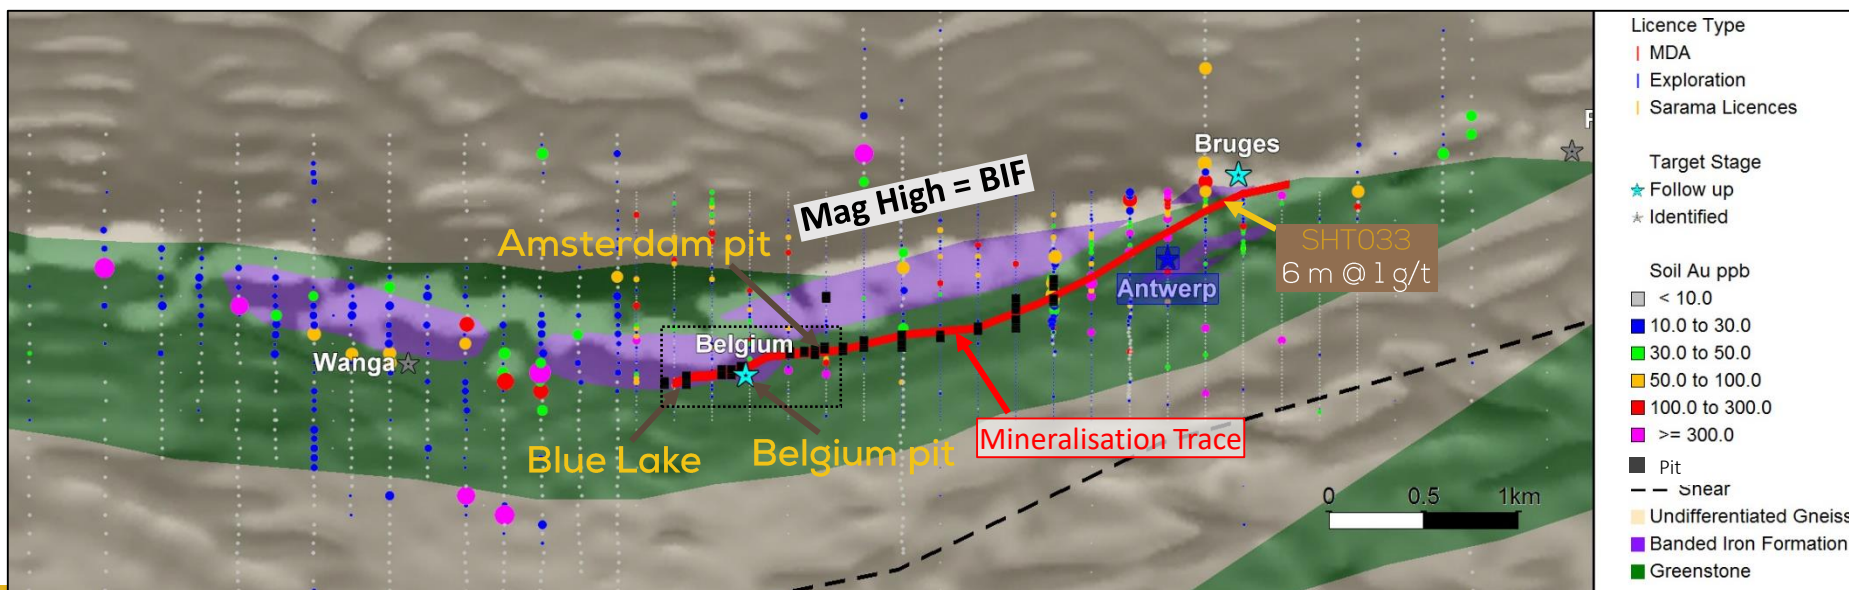 Bruges
Mag High = BIF
Amsterdam pit
SHT033
6 m @ 1 g/t
Antwerp
Belgium
Wanga
Mineralisation Trace
Blue Lake
Belgium pit
0 0.5 1km
Licence Type
MDA
Exploration
Sarama Licences
Target Stage
Follow up
Identified
Soil Au ppb
< 10.0
10.0 to 30.0
30.0 to 50.0
50.0 to 100.0
100.0 to 300.0
>= 300.0
Pit
Shear
Undifferentiated Gneiss
Banded Iron Formation
Greenstone